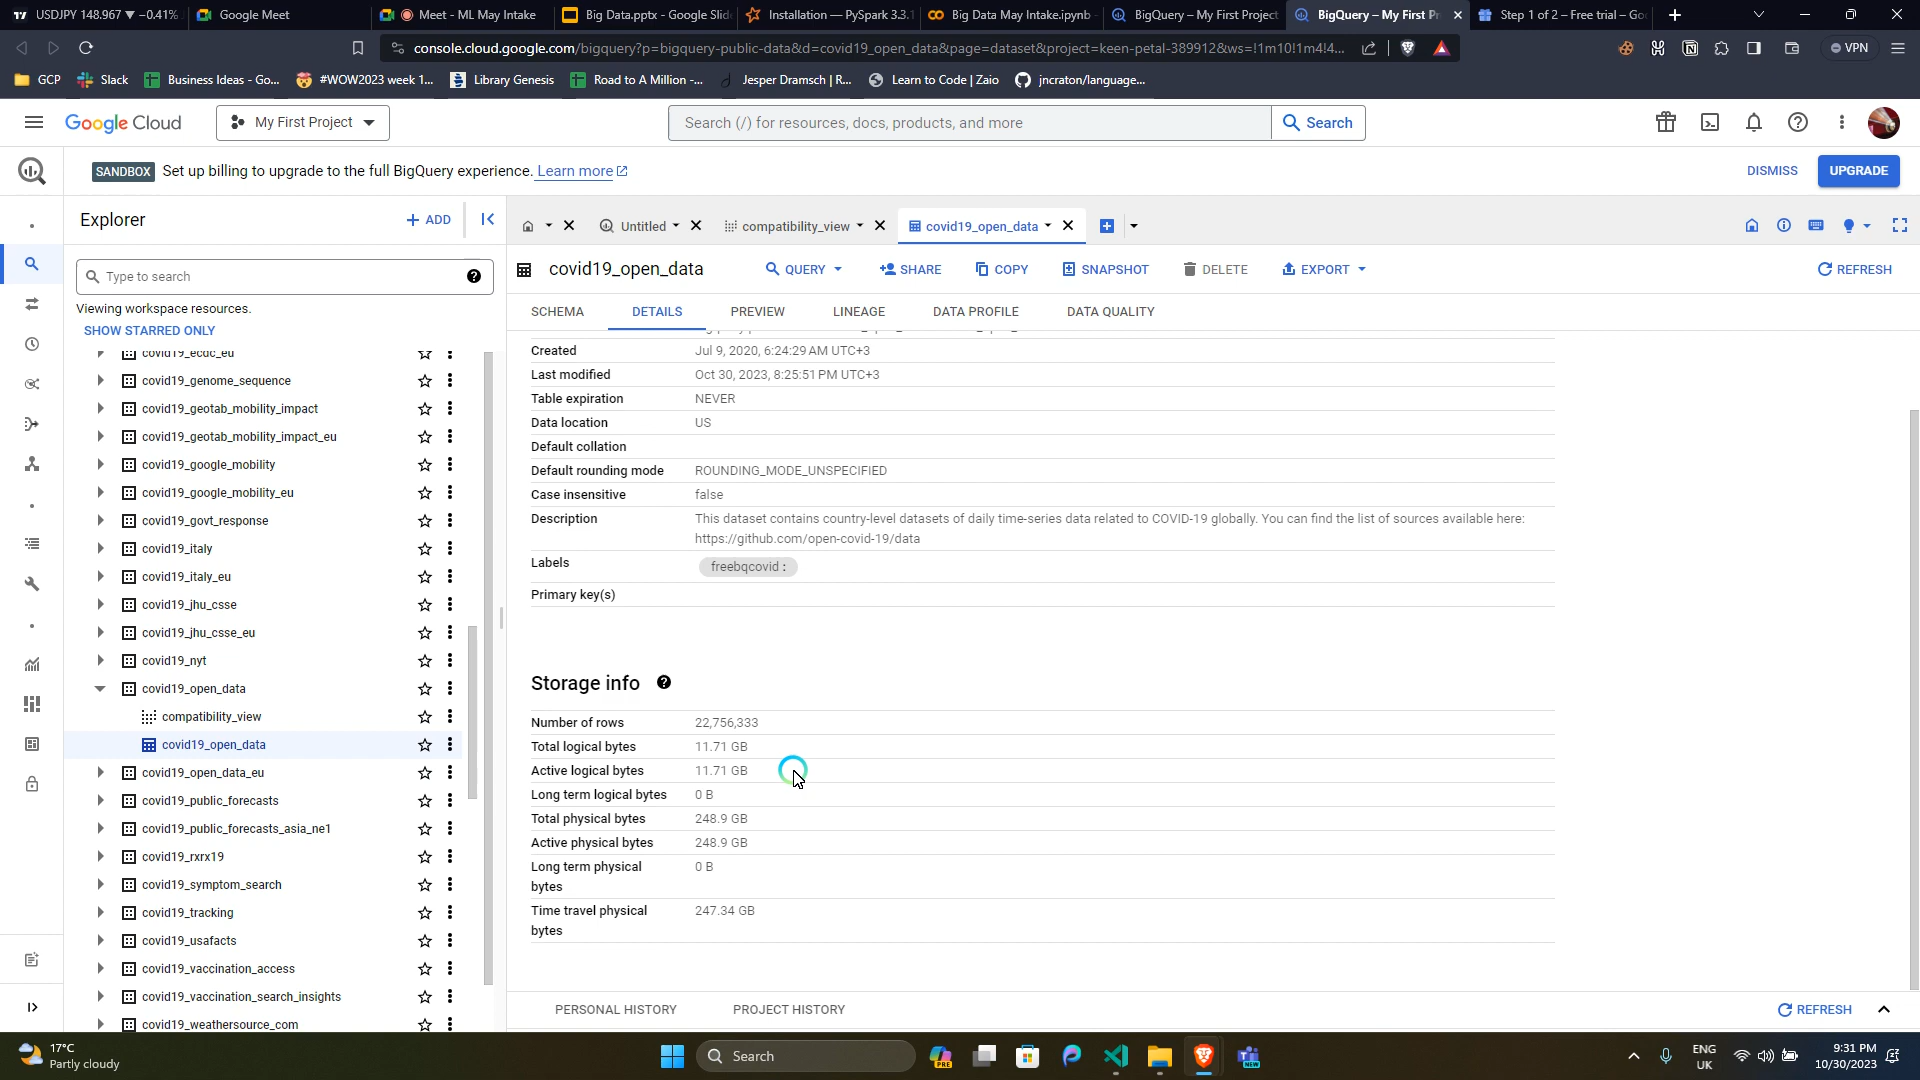 USDJPY 148.967 ▼ −0.41%
Google Meet
Meet - ML May Intake
Big Data.pptx - Google Slid
Installation — PySpark 3.3.1
Big Data May Intake.ipynb
BigQuery – My First Project
BigQuery – My First Pr
Step 1 of 2 – Free trial – Go
console.cloud.google.com/bigquery?p=bigquery-public-data&d=covid19_open_data&page=dataset&project=keen-petal-389912&ws=!1m10!1m4!4...
VPN
GCP
Slack
Business Ideas - Go...
#WOW2023 week 1...
Library Genesis
Road to A Million -...
Jesper Dramsch | R...
Learn to Code | Zaio
jncraton/language...
Google Cloud
My First Project
Search (/) for resources, docs, products, and more
Search
SANDBOX Set up billing to upgrade to the full BigQuery experience. Learn more
DISMISS
UPGRADE
Explorer
+ ADD
Untitled
compatibility_view
covid19_open_data
Type to search
Viewing workspace resources.
SHOW STARRED ONLY
covid19_ecdc_eu
covid19_genome_sequence
covid19_geotab_mobility_impact
covid19_geotab_mobility_impact_eu
covid19_google_mobility
covid19_google_mobility_eu
covid19_govt_response
covid19_italy
covid19_italy_eu
covid19_jhu_csse
covid19_jhu_csse_eu
covid19_nyt
covid19_open_data
compatibility_view
covid19_open_data
covid19_open_data_eu
covid19_public_forecasts
covid19_public_forecasts_asia_ne1
covid19_rxrx19
covid19_symptom_search
covid19_tracking
covid19_usafacts
covid19_vaccination_access
covid19_vaccination_search_insights
covid19_weathersource_com
covid19_open_data
QUERY
SHARE
COPY
SNAPSHOT
DELETE
EXPORT
REFRESH
SCHEMA
DETAILS
PREVIEW
LINEAGE
DATA PROFILE
DATA QUALITY
Created Jul 9, 2020, 6:24:29 AM UTC+3
Last modified Oct 30, 2023, 8:25:51 PM UTC+3
Table expiration NEVER
Data location US
Default collation
Default rounding mode ROUNDING_MODE_UNSPECIFIED
Case insensitive false
Description This dataset contains country-level datasets of daily time-series data related to COVID-19 globally. You can find the list of sources available here:
https://github.com/open-covid-19/data
Labels freebqcovid :
Primary key(s)
Storage info
Number of rows 22,756,333
Total logical bytes 11.71 GB
Active logical bytes 11.71 GB
Long term logical bytes 0 B
Total physical bytes 248.9 GB
Active physical bytes 248.9 GB
Long term physical 0 B
bytes
Time travel physical 247.34 GB
bytes
PERSONAL HISTORY
PROJECT HISTORY
REFRESH
17°C
Partly cloudy
Search
PRE
NEW
ENG
UK
9:31 PM
10/30/2023